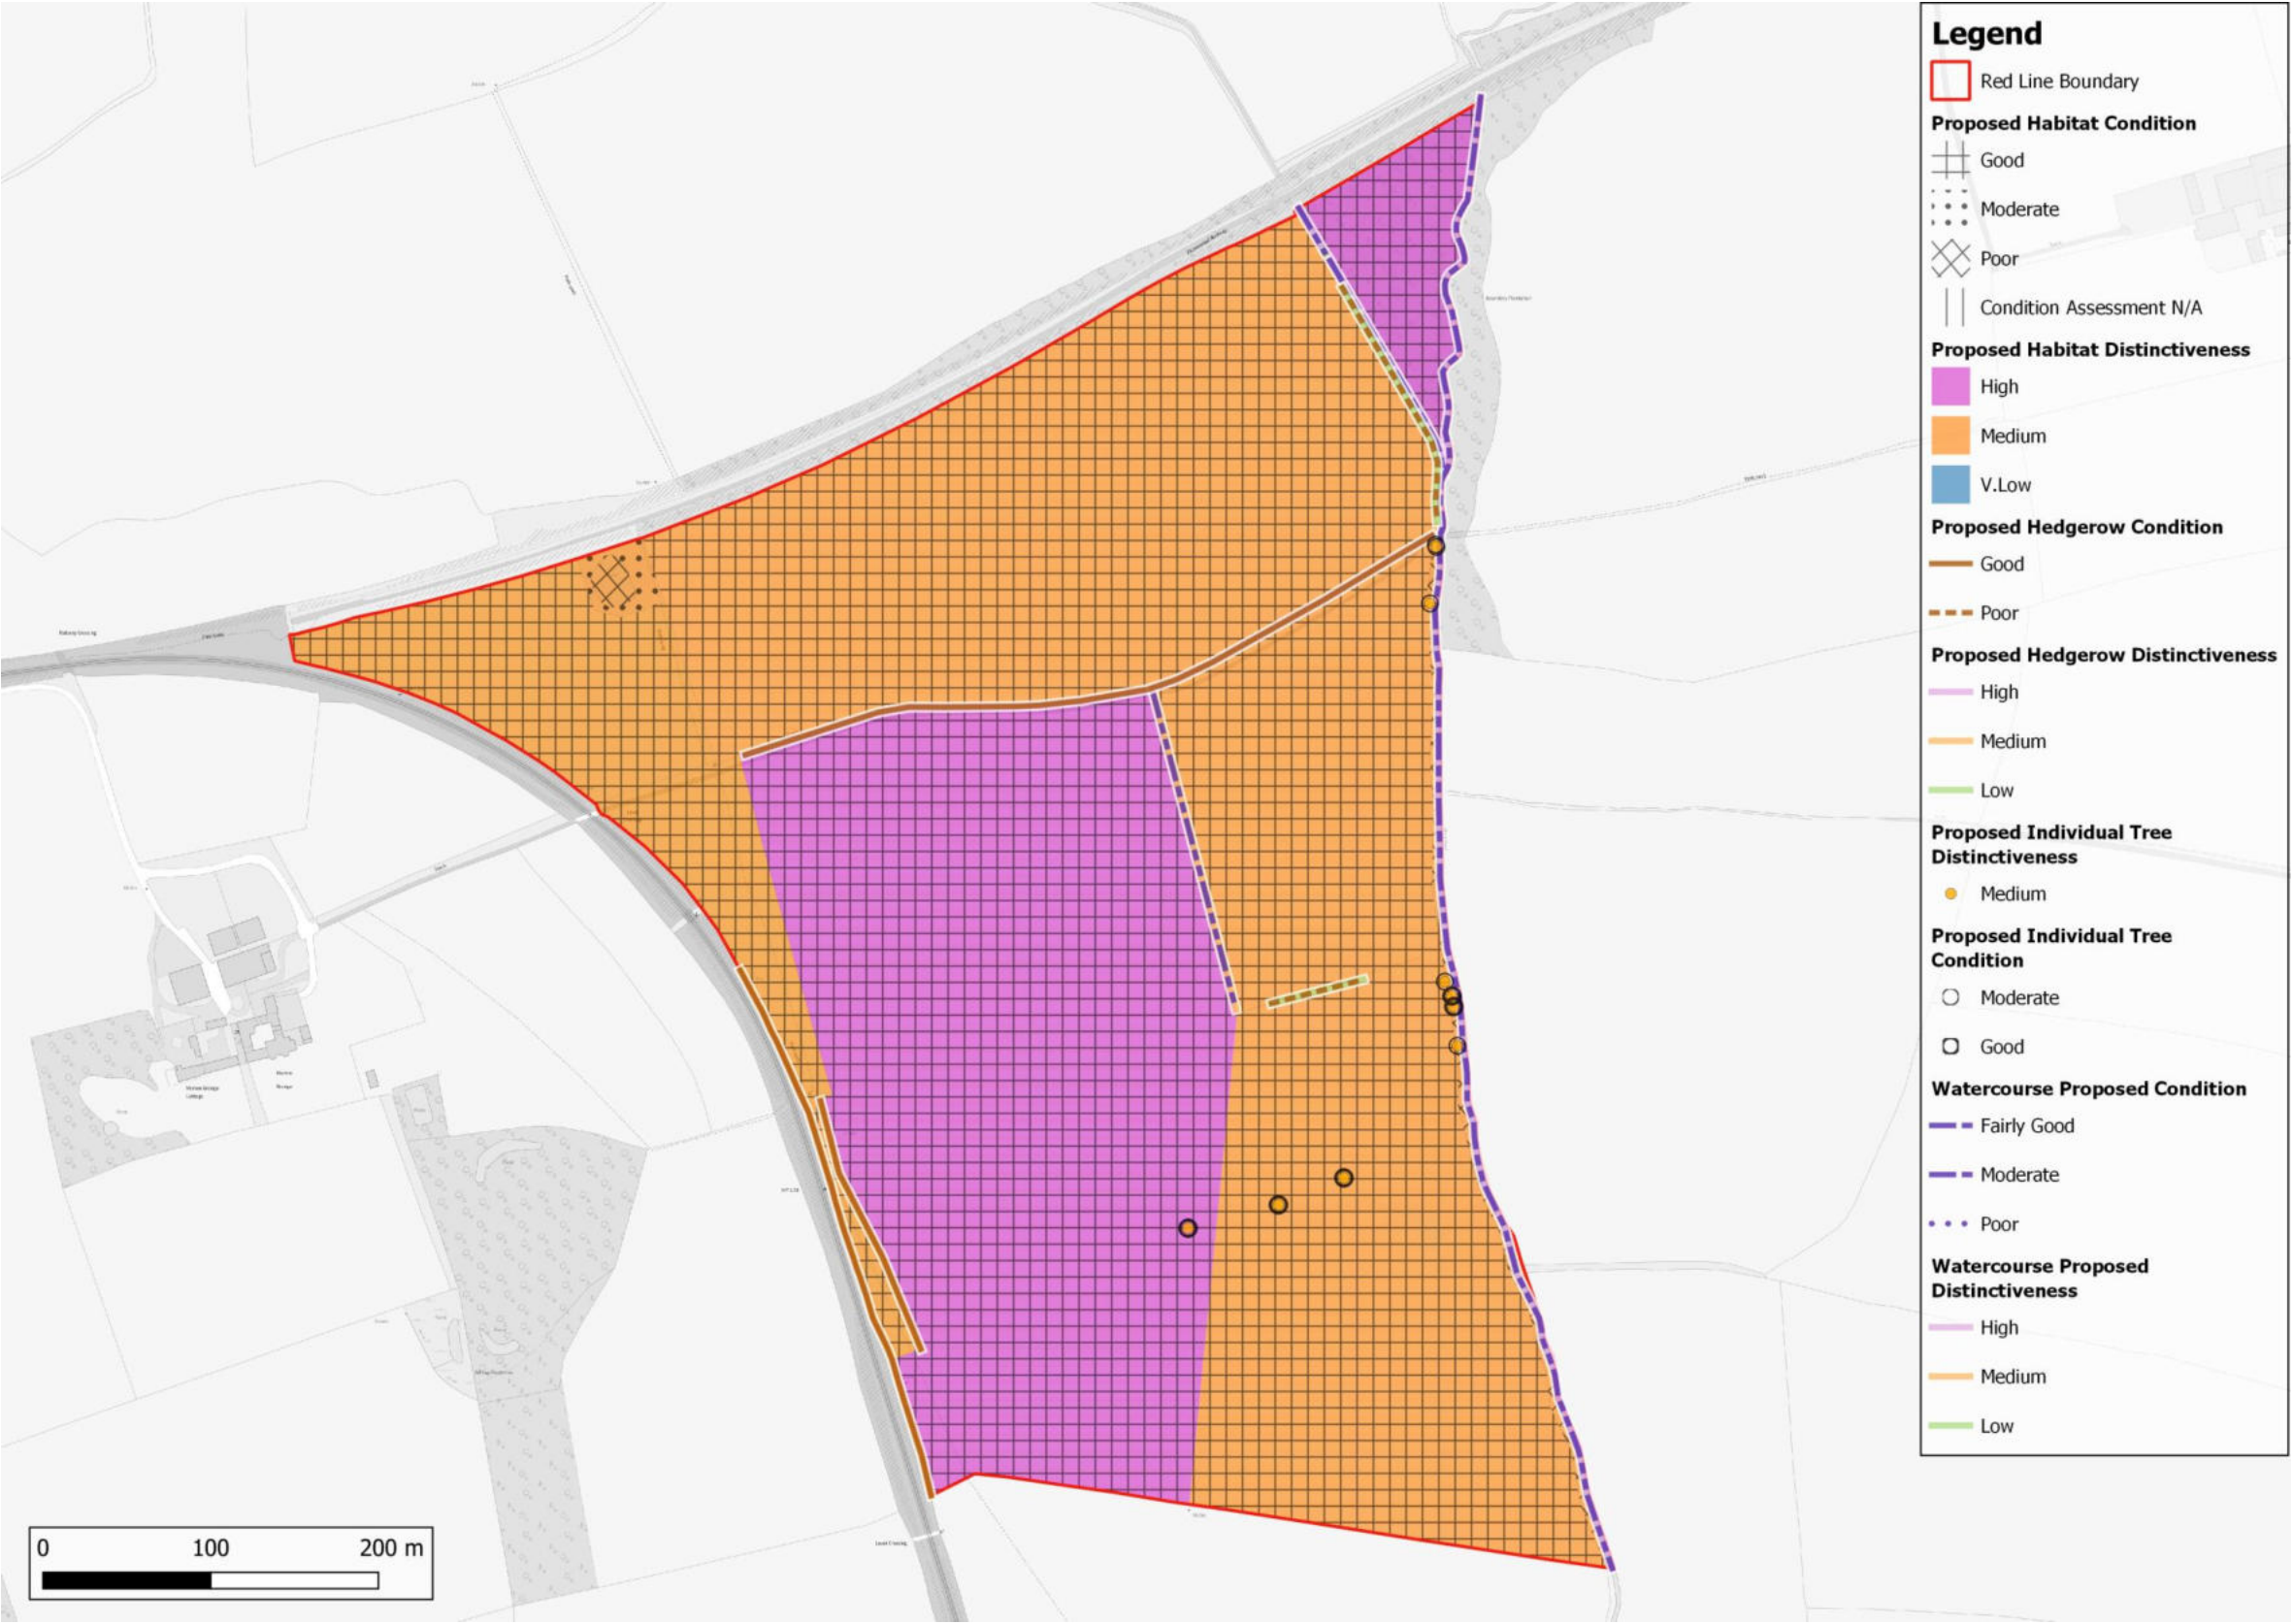 Legend
Red Line Boundary
Proposed Habitat Condition
Good
Moderate
Poor
Condition Assessment N/A
Proposed Habitat Distinctiveness
High
Medium
V.Low
Proposed Hedgerow Condition
Good
Poor
Proposed Hedgerow Distinctiveness
High
Medium
Low
Proposed Individual Tree
Distinctiveness
Medium
Proposed Individual Tree
Condition
Moderate
Good
Watercourse Proposed Condition
Fairly Good
Moderate
Poor
Watercourse Proposed
Distinctiveness
High
Medium
Low
0 100 200 m